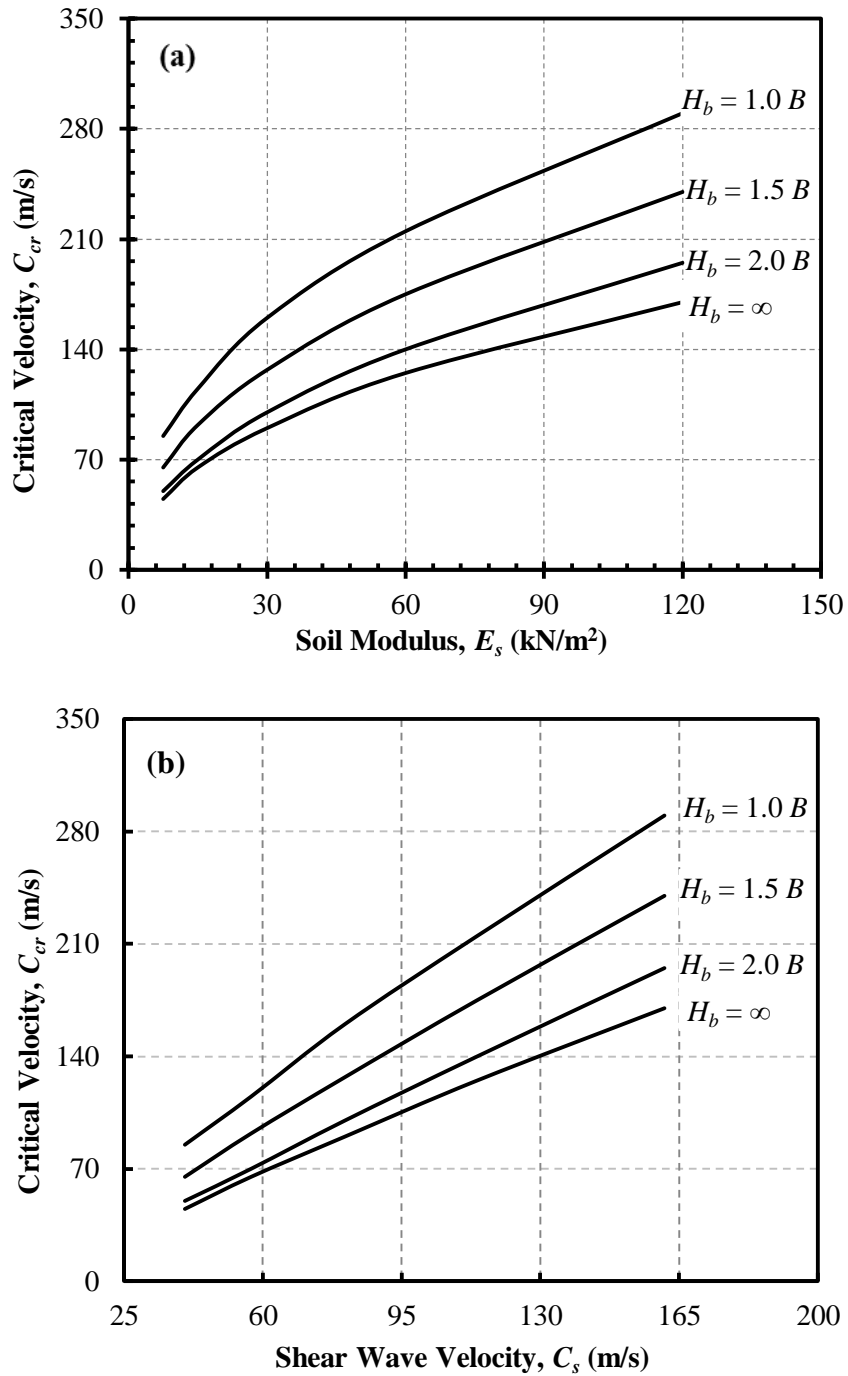 350
(a)
H_b = 1.0 B
280
H_b = 1.5 B
210
H_b = 2.0 B
H_b = ∞
140
70
0
0 30 60 90 120 150
Critical Velocity, C_cr (m/s)
Soil Modulus, E_s (kN/m²)
350
(b)
H_b = 1.0 B
280
H_b = 1.5 B
210
H_b = 2.0 B
H_b = ∞
140
70
0
25 60 95 130 165 200
Critical Velocity, C_cr (m/s)
Shear Wave Velocity, C_s (m/s)